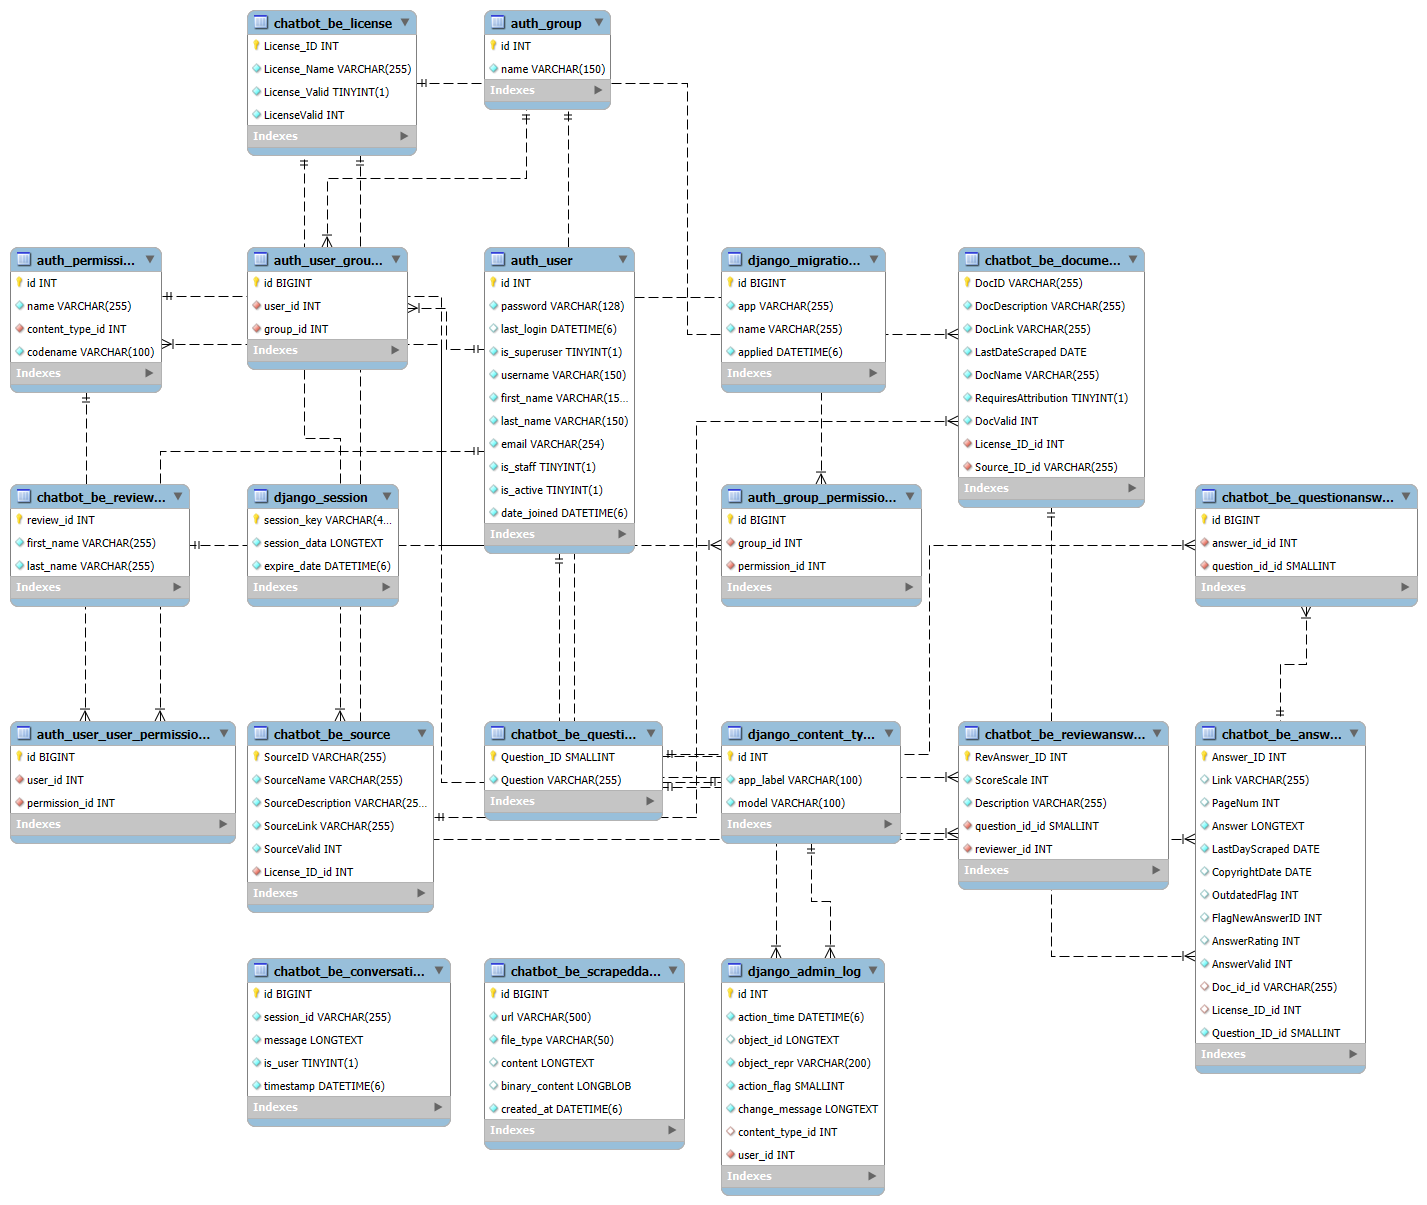 chatbot_be_license
License_ID INT
License_Name VARCHAR(255)
License_Valid TINYINT(1)
LicenseValid INT
Indexes
auth_group
id INT
name VARCHAR(150)
Indexes
auth_permissi...
id INT
name VARCHAR(255)
content_type_id INT
codename VARCHAR(100)
Indexes
auth_user_grou...
id BIGINT
user_id INT
group_id INT
Indexes
auth_user
id INT
password VARCHAR(128)
last_login DATETIME(6)
is_superuser TINYINT(1)
username VARCHAR(150)
first_name VARCHAR(15...
last_name VARCHAR(150)
email VARCHAR(254)
is_staff TINYINT(1)
is_active TINYINT(1)
date_joined DATETIME(6)
Indexes
django_migratio...
id BIGINT
app VARCHAR(255)
name VARCHAR(255)
applied DATETIME(6)
Indexes
chatbot_be_docume...
DocID VARCHAR(255)
DocDescription VARCHAR(255)
DocLink VARCHAR(255)
LastDateScraped DATE
DocName VARCHAR(255)
RequiresAttribution TINYINT(1)
DocValid INT
License_ID_id INT
Source_ID_id VARCHAR(255)
Indexes
chatbot_be_review...
review_id INT
first_name VARCHAR(255)
last_name VARCHAR(255)
Indexes
django_session
session_key VARCHAR(4...
session_data LONGTEXT
expire_date DATETIME(6)
Indexes
auth_group_permissio...
id BIGINT
group_id INT
permission_id INT
Indexes
chatbot_be_questionansw...
id BIGINT
answer_id_id INT
question_id_id SMALLINT
Indexes
auth_user_user_permissio...
id BIGINT
user_id INT
permission_id INT
Indexes
chatbot_be_source
SourceID VARCHAR(255)
SourceName VARCHAR(255)
SourceDescription VARCHAR(25...
SourceLink VARCHAR(255)
SourceValid INT
License_ID_id INT
Indexes
chatbot_be_questi...
Question_ID SMALLINT
Question VARCHAR(255)
Indexes
django_content_ty...
id INT
app_label VARCHAR(100)
model VARCHAR(100)
Indexes
chatbot_be_reviewansw...
RevAnswer_ID INT
ScoreScale INT
Description VARCHAR(255)
question_id_id SMALLINT
reviewer_id INT
Indexes
chatbot_be_answ...
Answer_ID INT
Link VARCHAR(255)
PageNum INT
Answer LONGTEXT
LastDayScraped DATE
CopyrightDate DATE
OutdatedFlag INT
FlagNewAnswerID INT
AnswerRating INT
AnswerValid INT
Doc_id_id VARCHAR(255)
License_ID_id INT
Question_ID_id SMALLINT
Indexes
chatbot_be_conversati...
id BIGINT
session_id VARCHAR(255)
message LONGTEXT
is_user TINYINT(1)
timestamp DATETIME(6)
Indexes
chatbot_be_scrapedda...
id BIGINT
url VARCHAR(500)
file_type VARCHAR(50)
content LONGTEXT
binary_content LONGBLOB
created_at DATETIME(6)
Indexes
django_admin_log
id INT
action_time DATETIME(6)
object_id LONGTEXT
object_repr VARCHAR(200)
action_flag SMALLINT
change_message LONGTEXT
content_type_id INT
user_id INT
Indexes